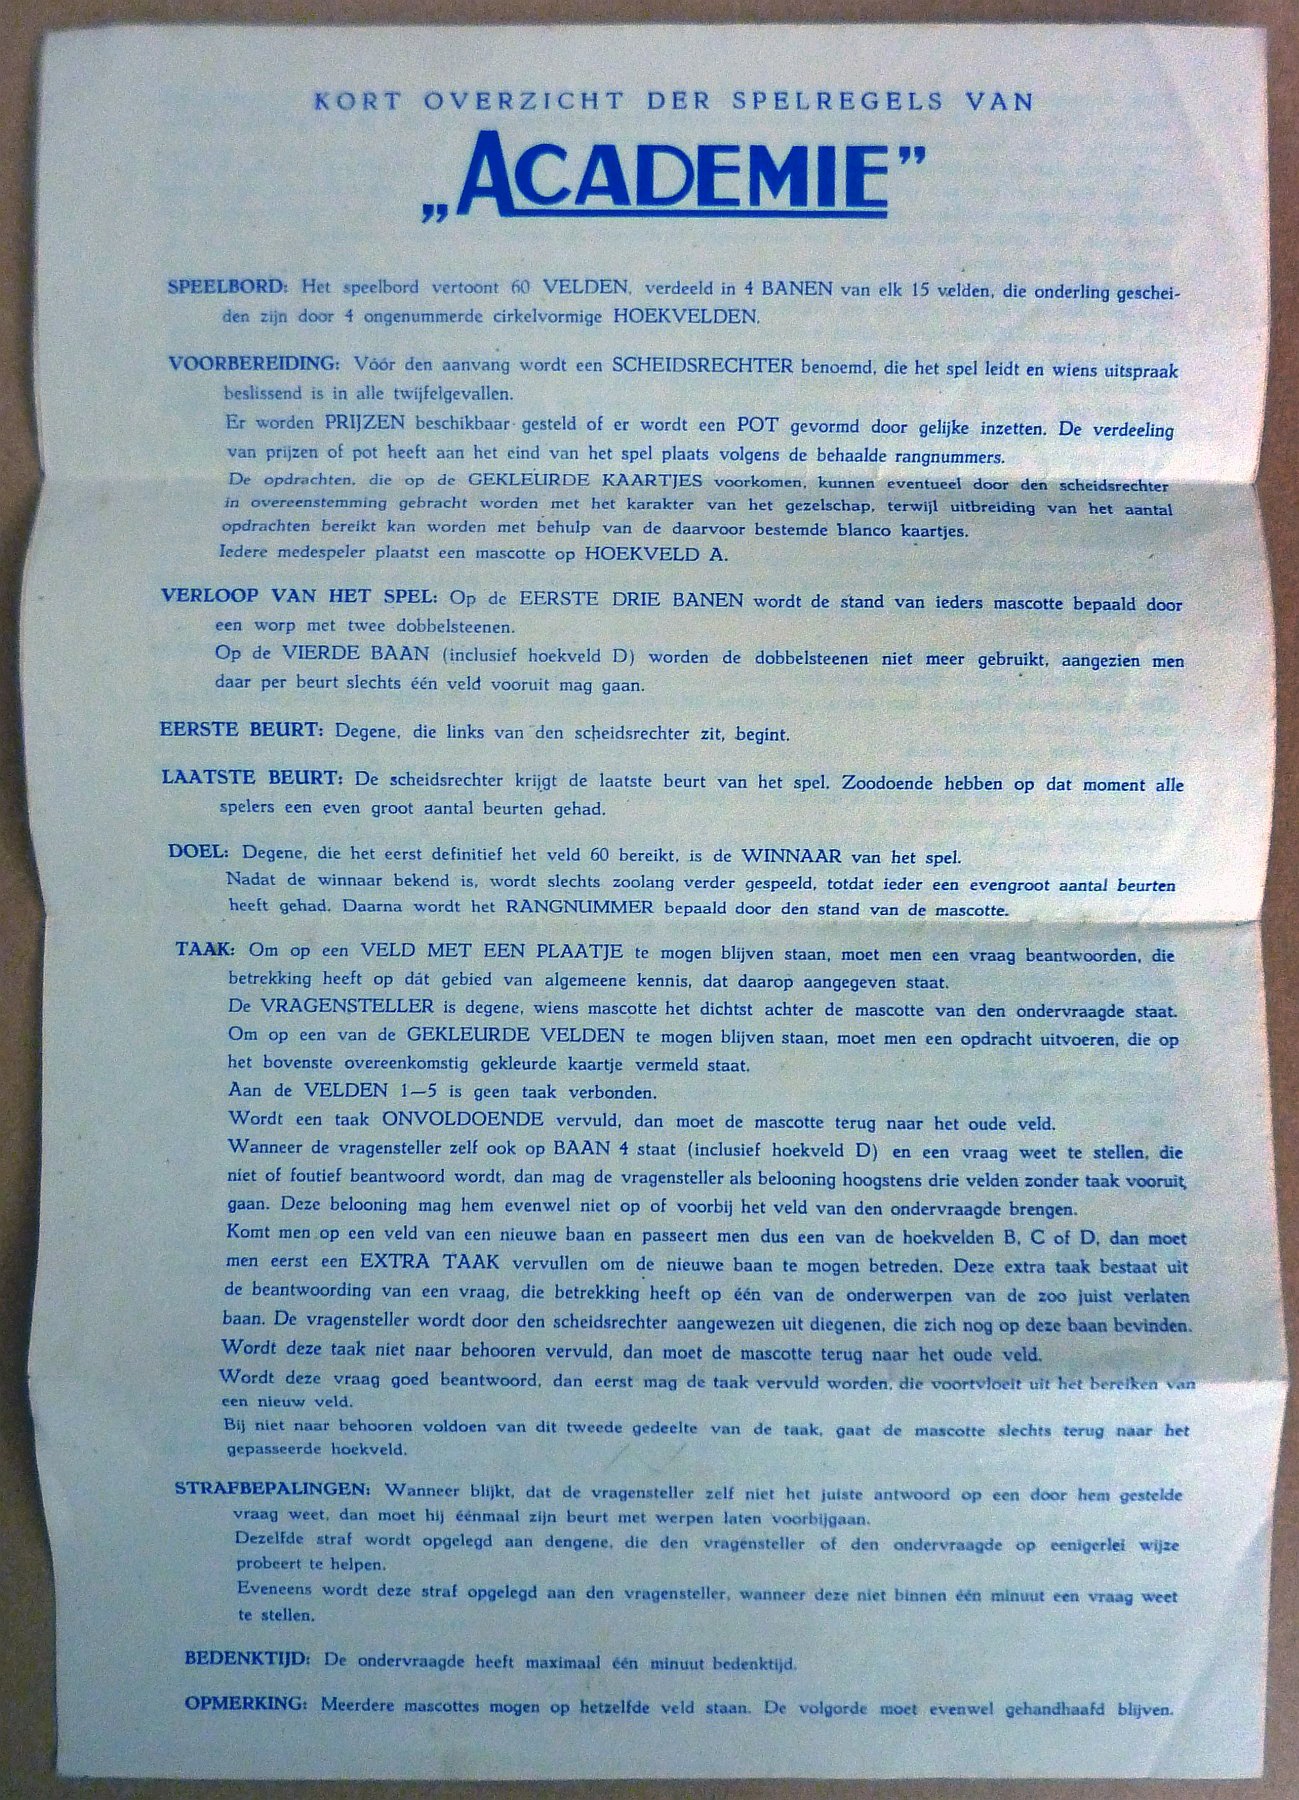 KORT OVERZICHT DER SPELREGELS VAN
„ACADEMIE”
SPEELBORD: Het speelbord vertoont 60 VELDEN, verdeeld in 4 BANEN van elk 15 velden, die onderling geschei-
den zijn door 4 ongenummerde cirkelvormige HOEKVELDEN.
VOORBEREIDING: Vóór den aanvang wordt een SCHEIDSRECHTER benoemd, die het spel leidt en wiens uitspraak
beslissend is in alle twijfelgevallen.
Er worden PRIJZEN beschikbaar gesteld of er wordt een POT gevormd door gelijke inzetten. De verdeeling
van prijzen of pot heeft aan het eind van het spel plaats volgens de behaalde rangnummers.
De opdrachten, die op de GEKLEURDE KAARTJES voorkomen, kunnen eventueel door den scheidsrechter
in overeenstemming gebracht worden met het karakter van het gezelschap, terwijl uitbreiding van het aantal
opdrachten bereikt kan worden met behulp van de daarvoor bestemde blanco kaartjes.
Iedere medespeler plaatst een mascotte op HOEKVELD A.
VERLOOP VAN HET SPEL: Op de EERSTE DRIE BANEN wordt de stand van ieders mascotte bepaald door
een worp met twee dobbelsteenen.
Op de VIERDE BAAN (inclusief hoekveld D) worden de dobbelsteenen niet meer gebruikt, aangezien men
daar per beurt slechts één veld vooruit mag gaan.
EERSTE BEURT: Degene, die links van den scheidsrechter zit, begint.
LAATSTE BEURT: De scheidsrechter krijgt de laatste beurt van het spel. Zoodoende hebben op dat moment alle
spelers een even groot aantal beurten gehad.
DOEL: Degene, die het eerst definitief het veld 60 bereikt, is de WINNAAR van het spel.
Nadat de winnaar bekend is, wordt slechts zoolang verder gespeeld, totdat ieder een evengroot aantal beurten
heeft gehad. Daarna wordt het RANGNUMMER bepaald door den stand van de mascotte.
TAAK: Om op een VELD MET EEN PLAATJE te mogen blijven staan, moet men een vraag beantwoorden, die
betrekking heeft op dát gebied van algemeene kennis, dat daarop aangegeven staat.
De VRAGENSTELLER is degene, wiens mascotte het dichtst achter de mascotte van den ondervraagde staat.
Om op een van de GEKLEURDE VELDEN te mogen blijven staan, moet men een opdracht uitvoeren, die op
het bovenste overeenkomstig gekleurde kaartje vermeld staat.
Aan de VELDEN 1—5 is geen taak verbonden.
Wordt een taak ONVOLDOENDE vervuld, dan moet de mascotte terug naar het oude veld.
Wanneer de vragensteller zelf ook op BAAN 4 staat (inclusief hoekveld D) en een vraag weet te stellen, die
niet of foutief beantwoord wordt, dan mag de vragensteller als belooning hoogstens drie velden zonder taak vooruit
gaan. Deze belooning mag hem evenwel niet op of voorbij het veld van den ondervraagde brengen.
Komt men op een veld van een nieuwe baan en passeert men dus een van de hoekvelden B, C of D, dan moet
men eerst een EXTRA TAAK vervullen om de nieuwe baan te mogen betreden. Deze extra taak bestaat uit
de beantwoording van een vraag, die betrekking heeft op één van de onderwerpen van de zoo juist verlaten
baan. De vragensteller wordt door den scheidsrechter aangewezen uit diegenen, die zich nog op deze baan bevinden.
Wordt deze taak niet naar behooren vervuld, dan moet de mascotte terug naar het oude veld.
Wordt deze vraag goed beantwoord, dan eerst mag de taak vervuld worden, die voortvloeit uit het bereiken van
een nieuw veld.
Bij niet naar behooren voldoen van dit tweede gedeelte van de taak, gaat de mascotte slechts terug naar het
gepasseerde hoekveld.
STRAFBEPALINGEN: Wanneer blijkt, dat de vragensteller zelf niet het juiste antwoord op een door hem gestelde
vraag weet, dan moet hij éénmaal zijn beurt met werpen laten voorbijgaan.
Dezelfde straf wordt opgelegd aan dengene, die den vragensteller of den ondervraagde op eenigerlei wijze
probeert te helpen.
Eveneens wordt deze straf opgelegd aan den vragensteller, wanneer deze niet binnen één minuut een vraag weet
te stellen.
BEDENKTIJD: De ondervraagde heeft maximaal één minuut bedenktijd.
OPMERKING: Meerdere mascottes mogen op hetzelfde veld staan. De volgorde moet evenwel gehandhaafd blijven.